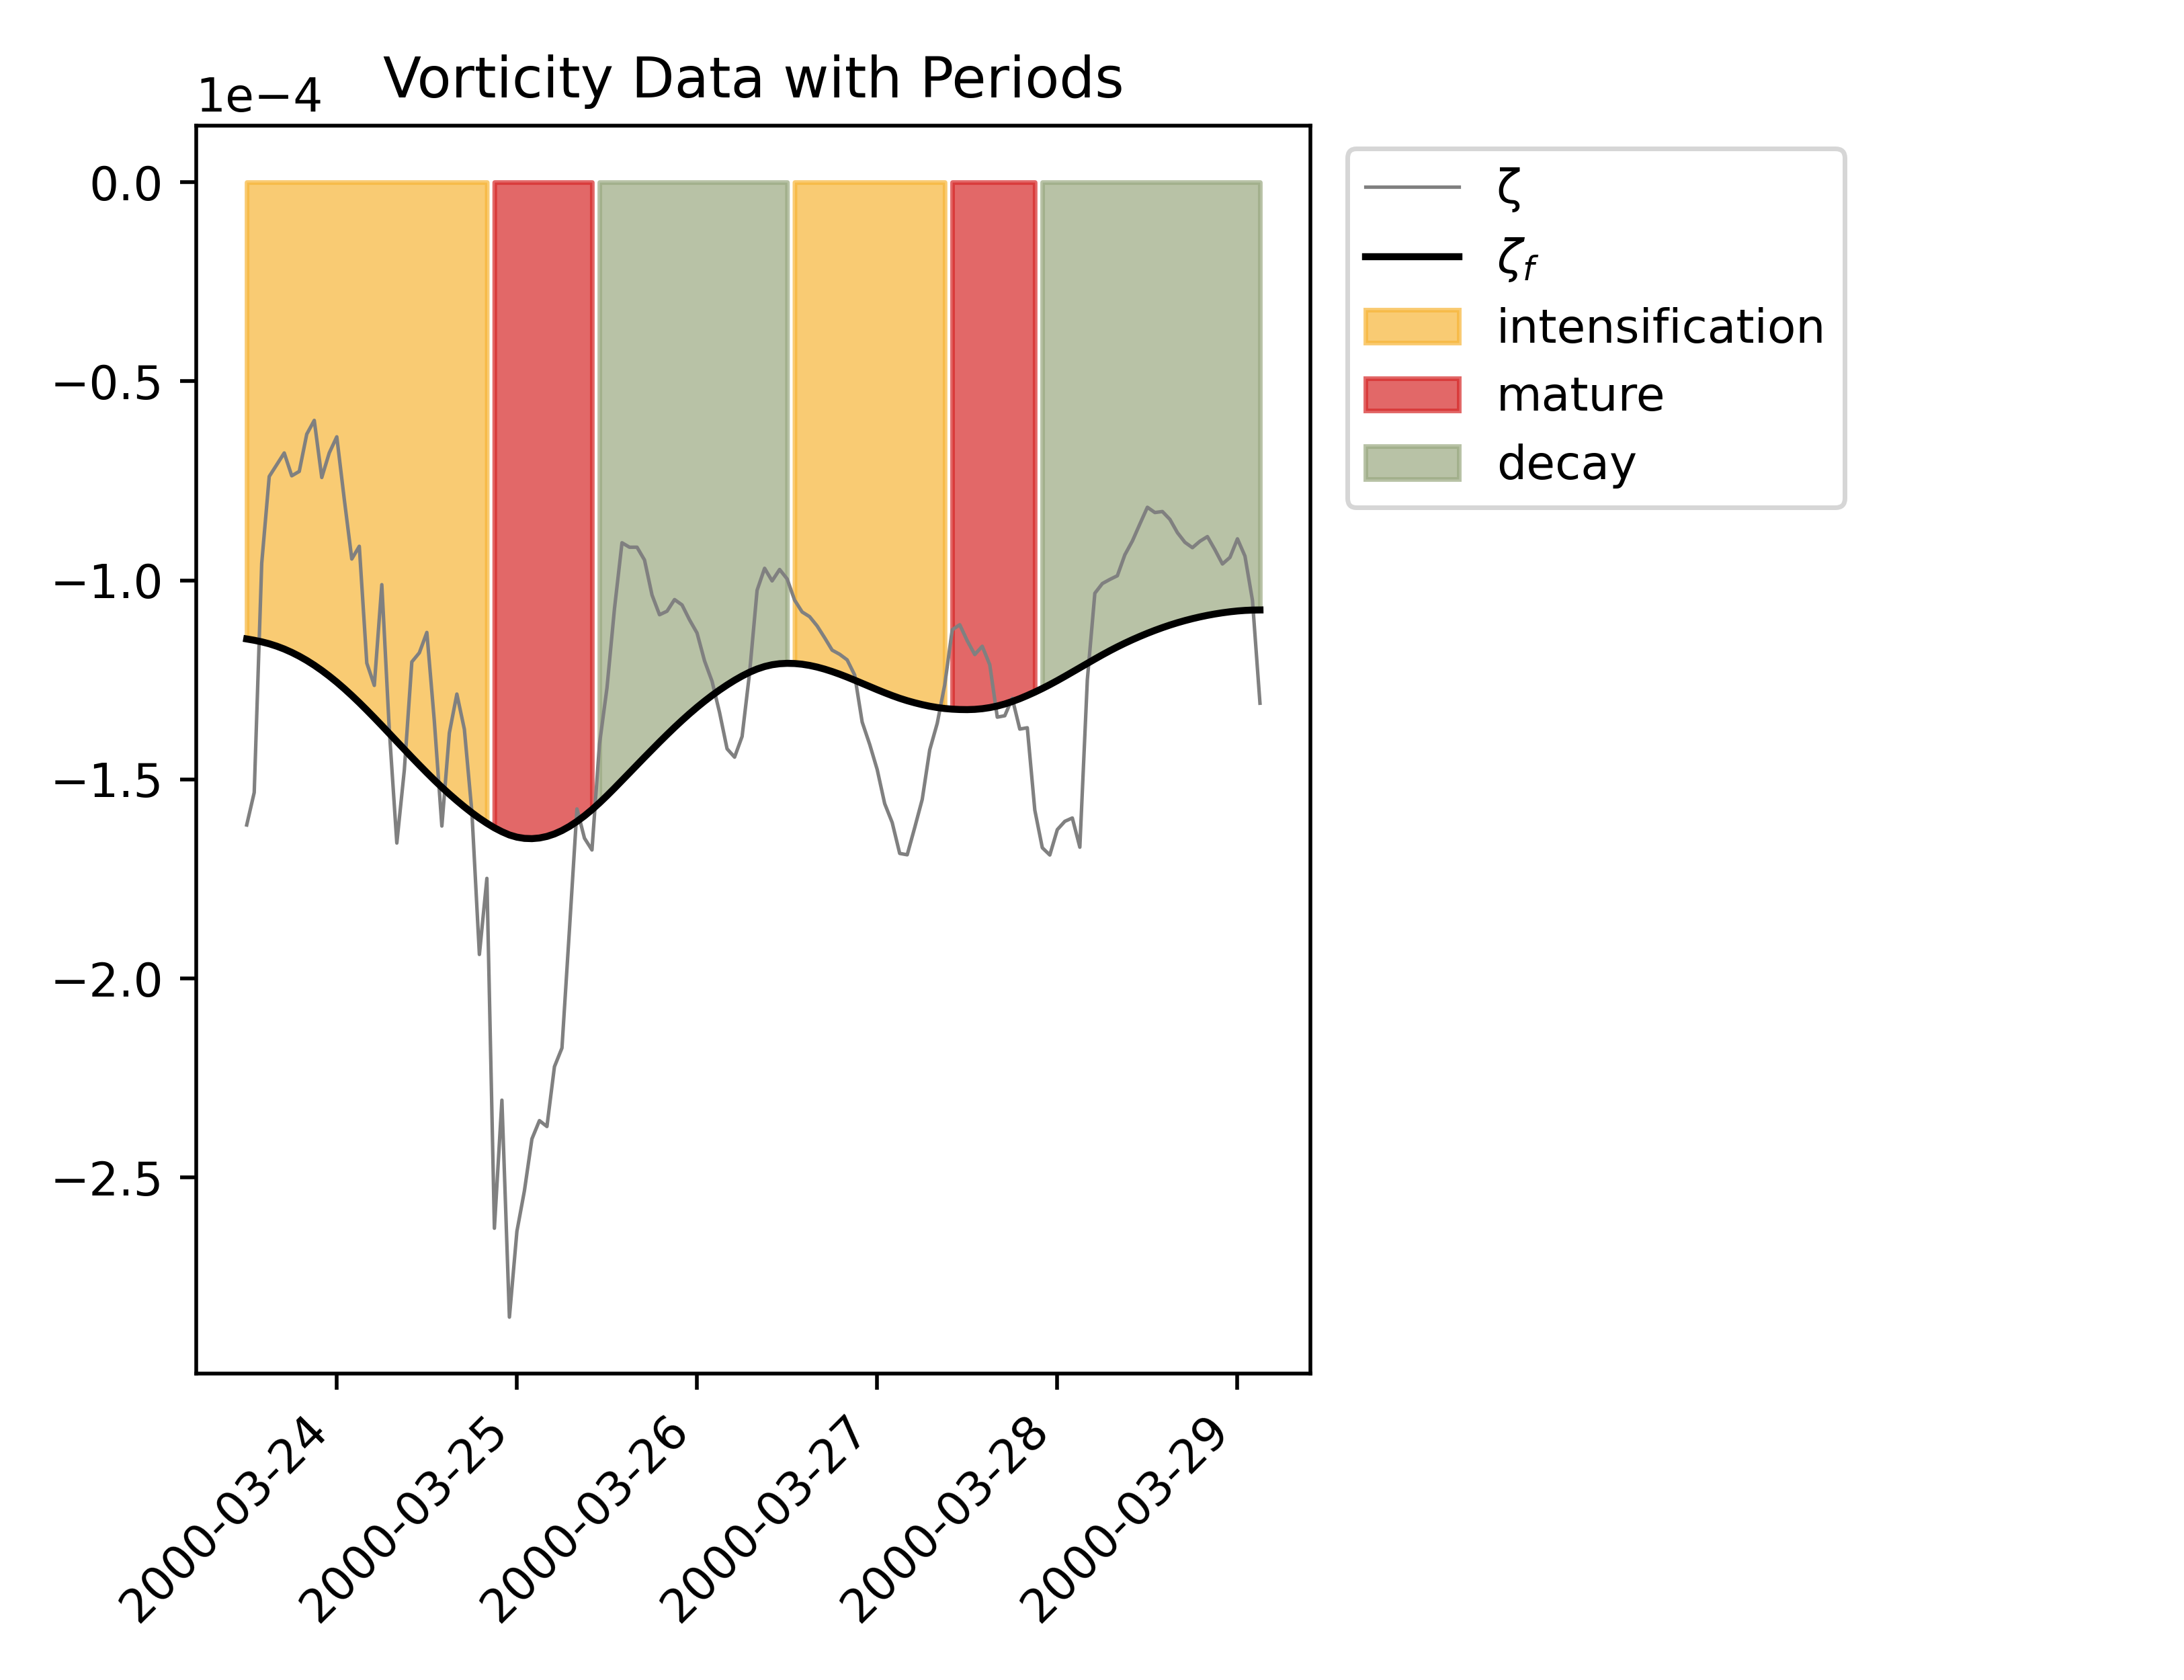 Vorticity Data with Periods
1e−4
0.0
−0.5
−1.0
−1.5
−2.0
−2.5
2000-03-24
2000-03-25
2000-03-26
2000-03-27
2000-03-28
2000-03-29
ζ
ζf
intensification
mature
decay